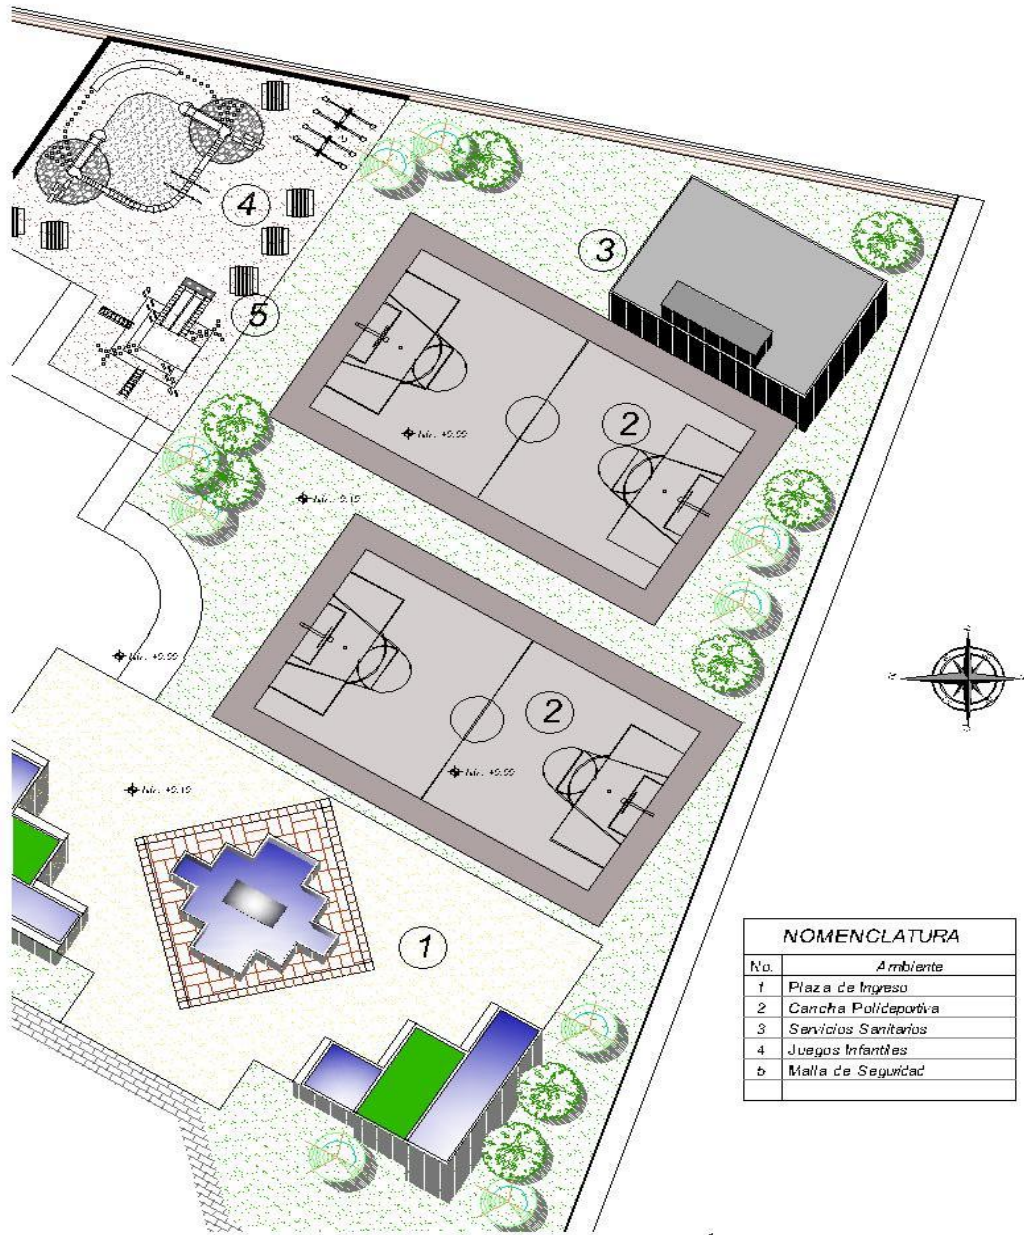 4
3
5
2
2
1
NOMENCLATURA
No. Ambiente
1 Plaza de Ingreso
2 Cancha Polideportiva
3 Servicios Sanitarios
4 Juegos Infantiles
5 Malla de Seguridad